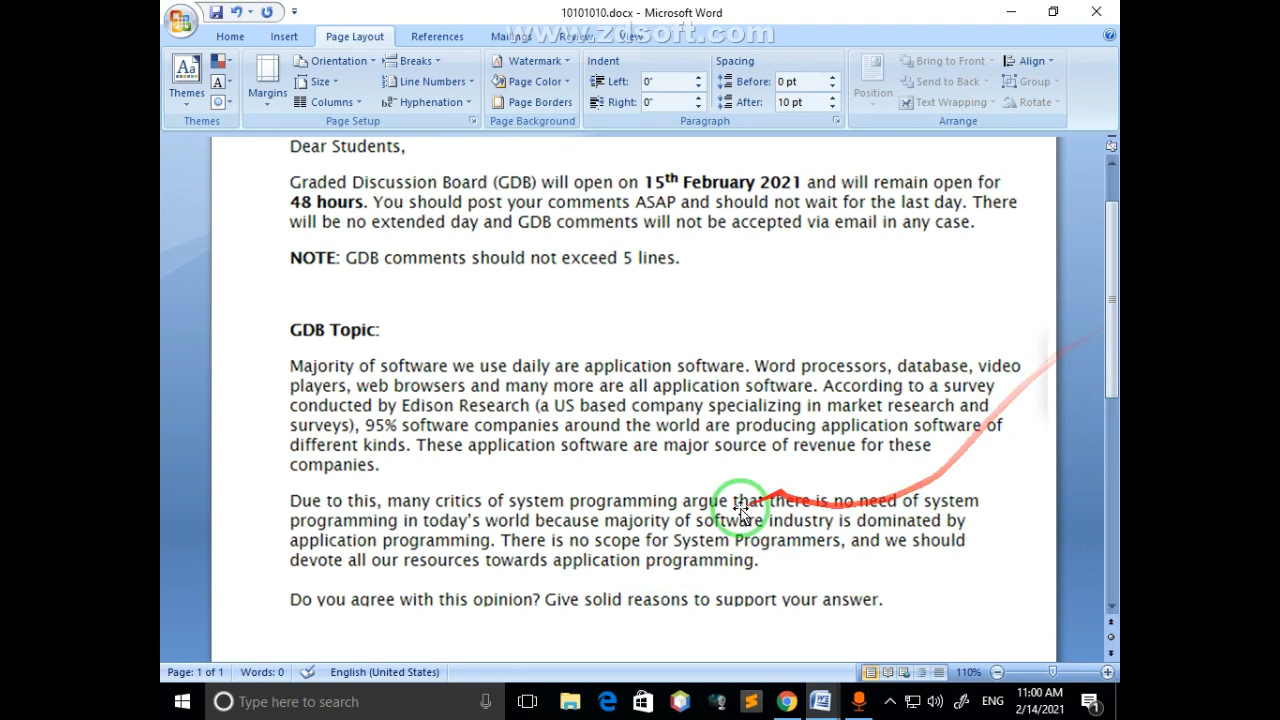 10101010.docx - Microsoft Word
Home Insert Page Layout References Mailings Review View
www.zdsoft.com
Themes
Themes
Margins
Orientation
Size
Columns
Breaks
Line Numbers
Hyphenation
Page Setup
Watermark
Page Color
Page Borders
Page Background
Indent
Left: 0"
Right: 0"
Spacing
Before: 0 pt
After: 10 pt
Paragraph
Position
Bring to Front
Send to Back
Text Wrapping
Align
Group
Rotate
Arrange
Dear Students,
Graded Discussion Board (GDB) will open on 15th February 2021 and will remain open for
48 hours. You should post your comments ASAP and should not wait for the last day. There
will be no extended day and GDB comments will not be accepted via email in any case.
NOTE: GDB comments should not exceed 5 lines.
GDB Topic:
Majority of software we use daily are application software. Word processors, database, video
players, web browsers and many more are all application software. According to a survey
conducted by Edison Research (a US based company specializing in market research and
surveys), 95% software companies around the world are producing application software of
different kinds. These application software are major source of revenue for these
companies.
Due to this, many critics of system programming argue that there is no need of system
programming in today's world because majority of software industry is dominated by
application programming. There is no scope for System Programmers, and we should
devote all our resources towards application programming.
Do you agree with this opinion? Give solid reasons to support your answer.
Page: 1 of 1 Words: 0 English (United States) 110%
Type here to search
ENG
11:00 AM
2/14/2021
1